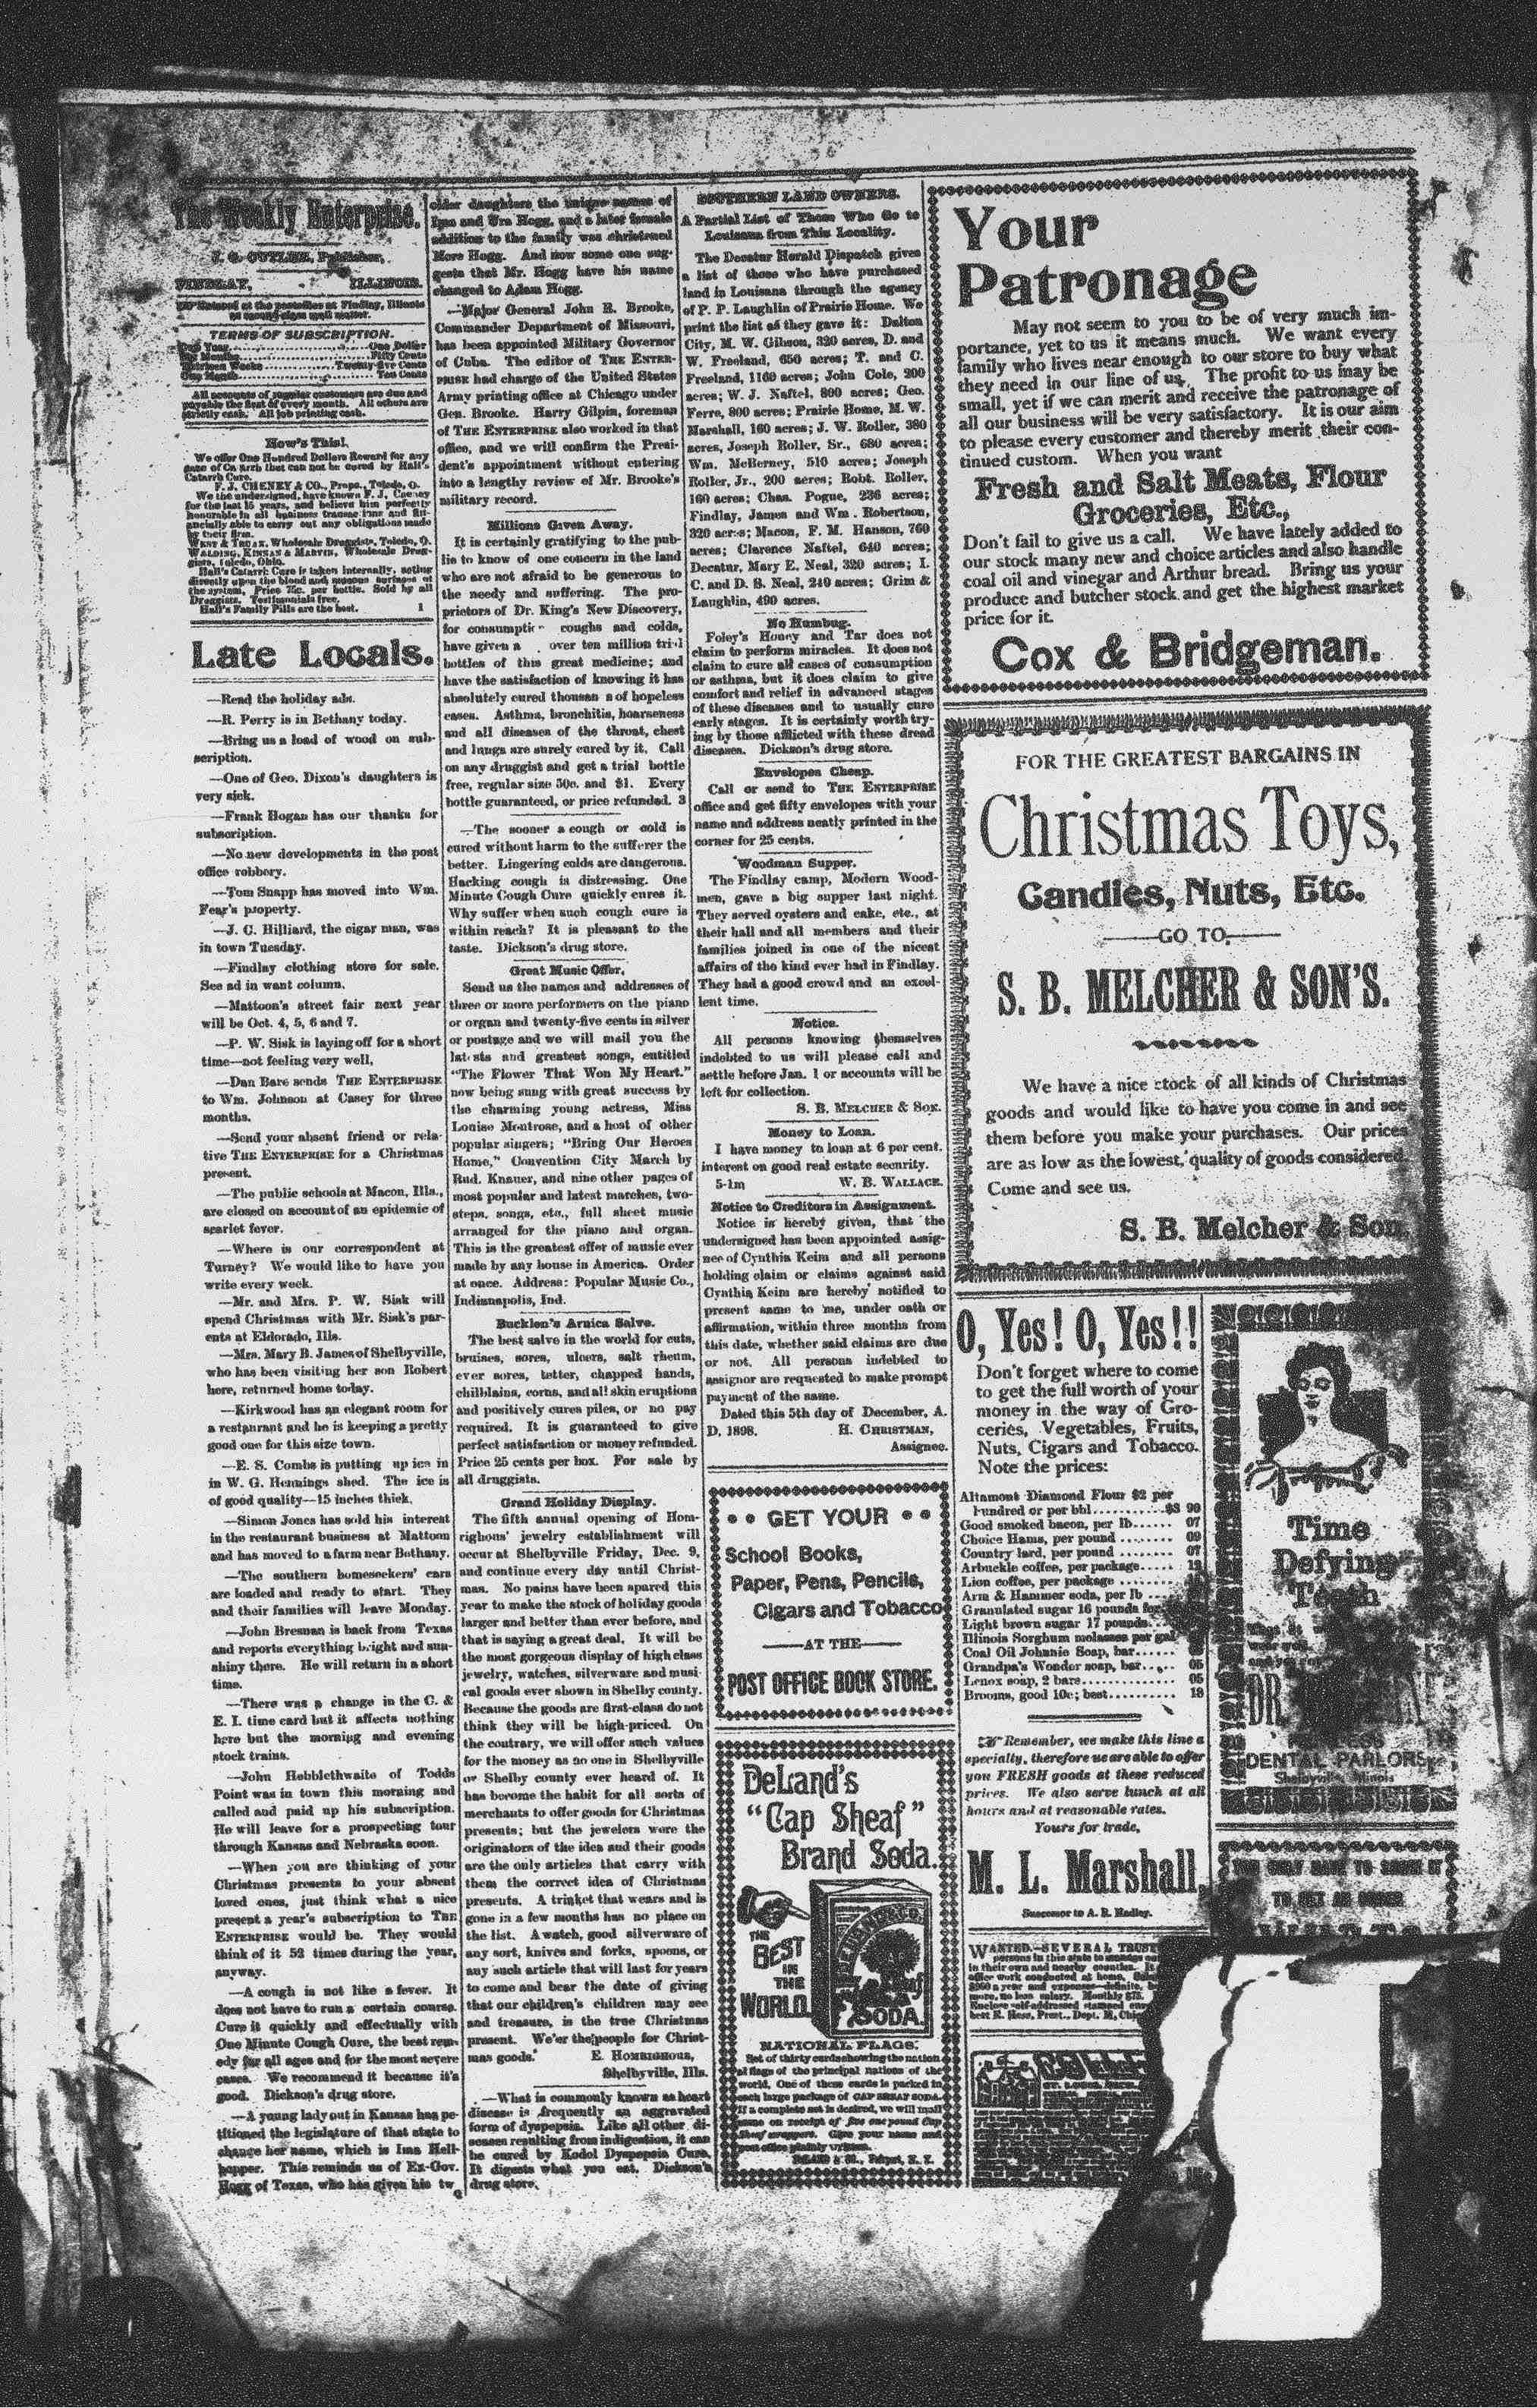 The Weekly Enterprise.
J. G. CUTLER, Publisher,
FINDLAY, ILLINOIS.
Entered at the postoffice at Findlay, Illinois
as second-class mail matter.
TERMS OF SUBSCRIPTION.
One Year..................One Dollar
Six Months..................Fifty Cents
Thirteen Weeks............Twenty-five Cents
One Month..................Ten Cents
All accounts of regular customers are due and
payable the first of every month. All others are
strictly cash. All job printing cash.
How's This!
We offer One Hundred Dollars Reward for any
case of Catarrh that can not be cured by Hall's
Catarrh Cure.
F. J. CHENEY & CO., Props., Toledo, O.
We the undersigned, have known F. J. Cheney
for the last 15 years, and believe him perfectly
honorable in all business transactions and fin-
ancially able to carry out any obligations made
by their firm.
WEST & TRUAX, Wholesale Druggists, Toledo, O.
WALDING, KINNAN & MARVIN, Wholesale Drug-
gists, Toledo, Ohio.
Hall's Catarrh Cure is taken internally, acting
directly upon the blood and mucous surfaces of
the system. Price 75c. per bottle. Sold by all
Druggists. Testimonials free.
Hall's Family Pills are the best. 1
Late Locals.
—Read the holiday ads.
—R. Perry is in Bethany today.
—Bring us a load of wood on sub-
scription.
—One of Geo. Dixon's daughters is
very sick.
—Frank Hogan has our thanks for
subscription.
—No new developments in the post
office robbery.
—Tom Snapp has moved into Wm.
Fear's property.
—J. C. Hilliard, the cigar man, was
in town Tuesday.
—Findlay clothing store for sale.
See ad in want column.
—Mattoon's street fair next year
will be Oct. 4, 5, 6 and 7.
—P. W. Sisk is laying off for a short
time—not feeling very well,
—Dan Bare sends THE ENTERPRISE
to Wm. Johnson at Casey for three
months.
—Send your absent friend or rela-
tive THE ENTERPRISE for a Christmas
present.
—The public schools at Macon, Ills.,
are closed on account of an epidemic of
scarlet fever.
—Where is our correspondent at
Turney? We would like to have you
write every week.
—Mr. and Mrs. P. W. Sisk will
spend Christmas with Mr. Sisk's par-
ents at Eldorado, Ills.
—Mrs. Mary B. James of Shelbyville,
who has been visiting her son Robert
here, returned home today.
—Kirkwood has an elegant room for
a restaurant and he is keeping a pretty
good one for this size town.
—E. S. Combs is putting up ice in
in W. G. Hennings shed. The ice is
of good quality—15 inches thick.
—Simon Jones has sold his interest
in the restaurant business at Mattoon
and has moved to a farm near Bethany.
—The southern homeseekers' cars
are loaded and ready to start. They
and their families will leave Monday.
—John Bresnan is back from Texas
and reports everything bright and sun-
shiny there. He will return in a short
time.
—There was a change in the C. &
E. I. time card but it affects nothing
here but the morning and evening
stock trains.
—John Hebblethwaite of Todds
Point was in town this morning and
called and paid up his subscription.
He will leave for a prospecting tour
through Kansas and Nebraska soon.
—When you are thinking of your
Christmas presents to your absent
loved ones, just think what a nice
present a year's subscription to THE
ENTERPRISE would be. They would
think of it 52 times during the year,
anyway.
—A cough is not like a fever. It
does not have to run a certain course.
Cure it quickly and effectually with
One Minute Cough Cure, the best rem-
edy for all ages and for the most severe
cases. We recommend it because it's
good. Dickson's drug store.
—A young lady out in Kansas has pe-
titioned the legislature of that state to
change her name, which is Ima Hell-
hopper. This reminds us of Ex-Gov.
Hogg of Texas, who has given his tw
older daughters the unique names of
Ima and Ura Hogg, and a later female
addition to the family was christened
More Hogg. And now some one sug-
gests that Mr. Hogg have his name
changed to Adam Hogg.
—Major General John R. Brooke,
Commander Department of Missouri,
has been appointed Military Governor
of Cuba. The editor of THE ENTER-
PRISE had charge of the United States
Army printing office at Chicago under
Gen. Brooke. Harry Gilpin, foreman
of THE ENTERPRISE also worked in that
office, and we will confirm the Presi-
dent's appointment without entering
into a lengthy review of Mr. Brooke's
military record.
Millions Given Away.
It is certainly gratifying to the pub-
lic to know of one concern in the land
who are not afraid to be generous to
the needy and suffering. The pro-
prietors of Dr. King's New Discovery,
for consumptic coughs and colds,
have given a over ten million trial
bottles of this great medicine; and
have the satisfaction of knowing it has
absolutely cured thousan s of hopeless
cases. Asthma, bronchitis, hoarseness
and all diseases of the throat, chest
and lungs are surely cured by it. Call
on any druggist and get a trial bottle
free, regular size 50c. and $1. Every
bottle guaranteed, or price refunded. 3
—The sooner a cough or cold is
cured without harm to the sufferer the
better. Lingering colds are dangerous.
Hacking cough is distressing. One
Minute Cough Cure quickly cures it.
Why suffer when such cough cure is
within reach? It is pleasant to the
taste. Dickson's drug store.
Great Music Offer.
Send us the names and addresses of
three or more performers on the piano
or organ and twenty-five cents in silver
or postage and we will mail you the
latests and greatest songs, entitled
"The Flower That Won My Heart."
now being sung with great success by
the charming young actress, Miss
Louise Montrose, and a host of other
popular singers; "Bring Our Heroes
Home," Convention City March by
Rud. Knauer, and nine other pages of
most popular and latest marches, two-
steps, songs, etc., full sheet music
arranged for the piano and organ.
This is the greatest offer of music ever
made by any house in America. Order
at once. Address: Popular Music Co.,
Indianapolis, Ind.
Bucklen's Arnica Salve.
The best salve in the world for cuts,
bruises, sores, ulcers, salt rheum,
ever sores, tetter, chapped hands,
chilblains, corns, and all skin eruptions
and positively cures piles, or no pay
required. It is guaranteed to give
perfect satisfaction or money refunded.
Price 25 cents per box. For sale by
all druggists.
Grand Holiday Display.
The fifth annual opening of Hom-
righous' jewelry establishment will
occur at Shelbyville Friday, Dec. 9,
and continue every day until Christ-
mas. No pains have been spared this
year to make the stock of holiday goods
larger and better than ever before, and
that is saying a great deal. It will be
the most gorgeous display of high class
jewelry, watches, silverware and musi-
cal goods ever shown in Shelby county.
Because the goods are first-class do not
think they will be high-priced. On
the contrary, we will offer such values
for the money as no one in Shelbyville
or Shelby county ever heard of. It
has become the habit for all sorts of
merchants to offer goods for Christmas
presents; but the jewelers were the
originators of the idea and their goods
are the only articles that carry with
them the correct idea of Christmas
presents. A trinket that wears and is
gone in a few months has no place on
the list. A watch, good silverware of
any sort, knives and forks, spoons, or
any such article that will last for years
to come and bear the date of giving
that our children's children may see
and treasure, is the true Christmas
present. We'er the people for Christ-
mas goods. E. HOMRIGHOUS,
Shelbyville, Ills.
—What is commonly known as heart
disease is frequently an aggravated
form of dyspepsia. Like all other di-
seases resulting from indigestion, it can
be cured by Kodol Dyspepsia Cure.
It digests what you eat. Dickson's
drug store.
SOUTHERN LAND OWNERS.
A Partial List of Those Who Go to
Louisana from This Locality.
The Decatur Herald Dispatch gives
a list of those who have purchased
land in Louisana through the agency
of P. P. Laughlin of Prairie Home. We
print the list as they gave it: Dalton
City, M. W. Gibson, 320 acres, D. and
W. Freeland, 650 acres; T. and C.
Freeland, 1160 acres; John Cole, 200
acres; W. J. Naftel, 800 acres; Geo.
Ferre, 800 acres; Prairie Home, M. W.
Marshall, 160 acres; J. W. Roller, 380
acres, Joseph Roller, Sr., 680 acres;
Wm. McBerney, 510 acres; Joseph
Roller, Jr., 200 acres; Robt. Roller,
160 acres; Chas. Pogue, 236 acres;
Findlay, James and Wm. Robertson,
320 acres; Macon, F. M. Hanson, 760
acres; Clarence Naftel, 640 acres;
Decatur, Mary E. Neal, 320 acres; I.
C. and D. S. Neal, 240 acres; Grim &
Laughlin, 490 acres.
No Humbug.
Foley's Honey and Tar does not
claim to perform miracles. It does not
claim to cure all cases of consumption
or asthma, but it does claim to give
comfort and relief in advanced stages
of these diseases and to usually cure
early stages. It is certainly worth try-
ing by those afflicted with these dread
diseases. Dickson's drug store.
Envelopes Cheap.
Call or send to THE ENTERPRISE
office and get fifty envelopes with your
name and address neatly printed in the
corner for 25 cents.
Woodman Supper.
The Findlay camp, Modern Wood-
men, gave a big supper last night.
They served oysters and cake, etc., at
their hall and all members and their
families joined in one of the nicest
affairs of the kind ever had in Findlay.
They had a good crowd and an excel-
lent time.
Notice.
All persons knowing themselves
indebted to us will please call and
settle before Jan. 1 or accounts will be
left for collection.
S. B. MELCHER & SON.
Money to Loan.
I have money to loan at 6 per cent.
interest on good real estate security.
5-1m W. B. WALLACE.
Notice to Creditors in Assignment.
Notice is hereby given, that the
undersigned has been appointed assig-
nee of Cynthia Keim and all persons
holding claim or claims against said
Cynthia Keim are hereby notified to
present same to me, under oath or
affirmation, within three months from
this date, whether said claims are due
or not. All persons indebted to
assignor are requested to make prompt
payment of the same.
Dated this 5th day of December, A.
D. 1898. H. CHRISTMAN,
Assignee.
GET YOUR
School Books,
Paper, Pens, Pencils,
Cigars and Tobacco
—AT THE—
POST OFFICE BOOK STORE.
DeLand's
"Cap Sheaf"
Brand Soda.
THE
BEST
IN
THE
WORLD.
SODA.
NATIONAL FLAGS.
Set of thirty cards showing the nation-
al flags of the principal nations of the
world. One of these cards is packed in
each large package of CAP SHEAF SODA.
If a complete set is desired, we will mail
same on receipt of five one pound Cap
Sheaf wrappers. Give your name and
post office plainly written.
DELAND & CO., Fairport, N. Y.
Your
Patronage
May not seem to you to be of very much im-
portance, yet to us it means much. We want every
family who lives near enough to our store to buy what
they need in our line of us. The profit to us may be
small, yet if we can merit and receive the patronage of
all our business will be very satisfactory. It is our aim
to please every customer and thereby merit their con-
tinued custom. When you want
Fresh and Salt Meats, Flour
Groceries, Etc.,
Don't fail to give us a call. We have lately added to
our stock many new and choice articles and also handle
coal oil and vinegar and Arthur bread. Bring us your
produce and butcher stock and get the highest market
price for it.
Cox & Bridgeman.
FOR THE GREATEST BARGAINS IN
Christmas Toys,
Candies, Nuts, Etc.
—GO TO—
S. B. MELCHER & SON'S.
We have a nice stock of all kinds of Christmas
goods and would like to have you come in and see
them before you make your purchases. Our prices
are as low as the lowest, quality of goods considered.
Come and see us.
S. B. Melcher & Son.
O, Yes! O, Yes!!
Don't forget where to come
to get the full worth of your
money in the way of Gro-
ceries, Vegetables, Fruits,
Nuts, Cigars and Tobacco.
Note the prices:
Altamont Diamond Flour $2 per
hundred or per bbl..........$3 90
Good smoked bacon, per lb...... 07
Choice Hams, per pound ........ 09
Country lard, per pound ........ 07
Arbuckle coffee, per package..... 12
Lion coffee, per package ........
Arm & Hammer soda, per lb ....
Granulated sugar 16 pounds for
Light brown sugar 17 pounds..
Illinois Sorghum molasses per gal
Coal Oil Johnnie Soap, bar......
Grandpa's Wonder soap, bar..... 05
Lenox soap, 2 bars............. 05
Brooms, good 10c; best.......... 18
Remember, we make this line a
specialty, therefore we are able to offer
you FRESH goods at these reduced
prices. We also serve lunch at all
hours and at reasonable rates.
Yours for trade,
M. L. Marshall,
Successor to A. R. Hadley.
WANTED.—SEVERAL TRUST
persons in this state to manage our
in their own and nearby counties. It
office work conducted at home.
$900 a year and expenses—definite,
more, no less salary. Monthly $75.
Enclose self-addressed stamped
bert E. Hess, Prest., Dept. M, Chi
Time
Defying
Teeth
DR.
DENTAL PARLORS
Shelbyville, Illinois
YOU ONLY HAVE TO SHOW IT
TO GET AN ORDER